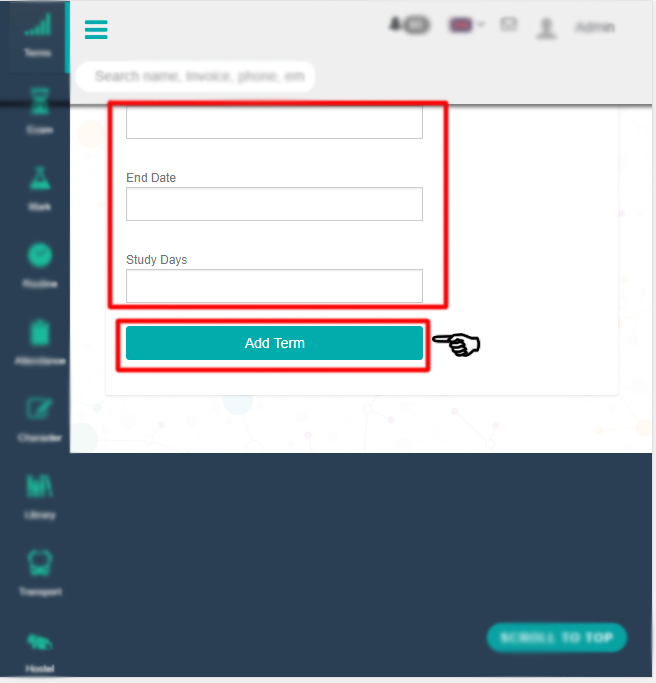 Terms
Admin
Search name, Invoice, phone, em
Exam
Mark
End Date
Routine
Study Days
Add Term
Attendance
Character
Library
Transport
SCROLL TO TOP
Hostel